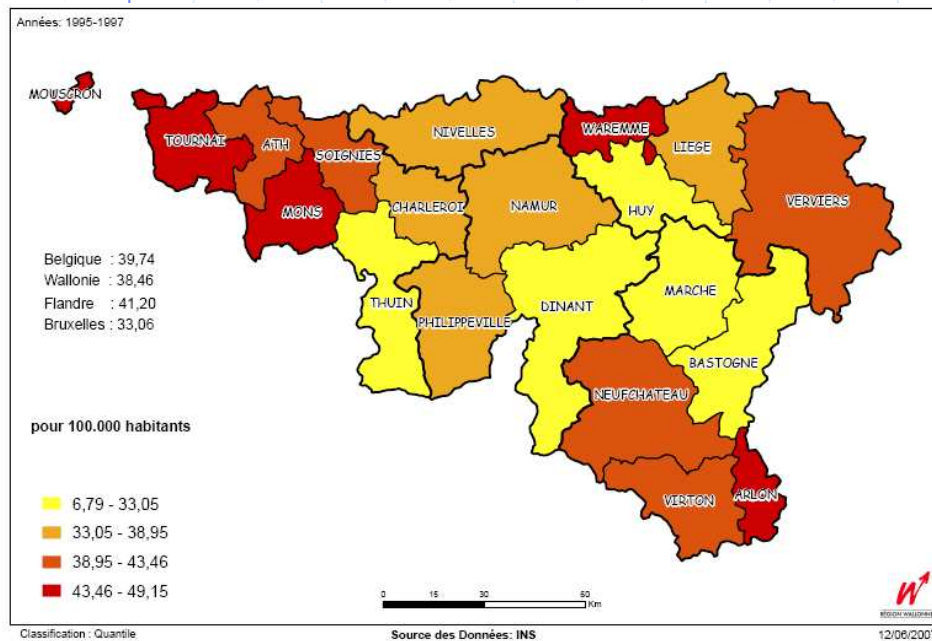 Années: 1995-1997
MOUSCRON
TOURNAI
ATH
SOIGNIES
NIVELLES
WAREMME
LIEGE
MONS
CHARLEROI
NAMUR
HUY
VERVIERS
Belgique : 39,74
Wallonie : 38,46
Flandre : 41,20
Bruxelles : 33,06
THUIN
PHILIPPEVILLE
DINANT
MARCHE
BASTOGNE
NEUFCHATEAU
VIRTON
ARLON
pour 100.000 habitants
6,79 - 33,05
33,05 - 38,95
38,95 - 43,46
43,46 - 49,15
0 15 30 60
Km
RÉGION WALLONNE
Classification : Quantile
Source des Données: INS
12/06/200